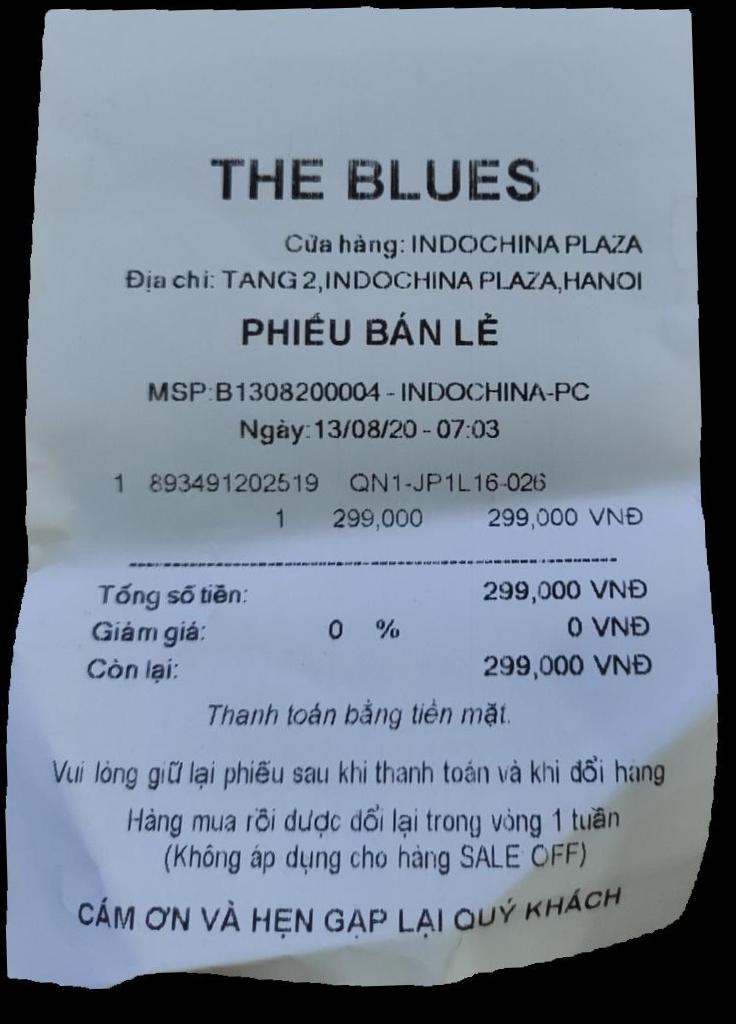 THE BLUES
Cửa hàng: INDOCHINA PLAZA
Địa chỉ: TANG 2,INDOCHINA PLAZA,HANOI
PHIẾU BÁN LẺ
MSP:B1308200004 - INDOCHINA-PC
Ngày:13/08/20 - 07:03
1 893491202519 QN1-JP1L16-026
1 299,000 299,000 VNĐ
Tổng số tiền: 299,000 VNĐ
Giảm giá: 0 % 0 VNĐ
Còn lại: 299,000 VNĐ
Thanh toán bằng tiền mặt.
Vui lòng giữ lại phiếu sau khi thanh toán và khi đổi hàng
Hàng mua rồi được đổi lại trong vòng 1 tuần
(Không áp dụng cho hàng SALE OFF)
CÁM ƠN VÀ HẸN GẶP LẠI QUÝ KHÁCH